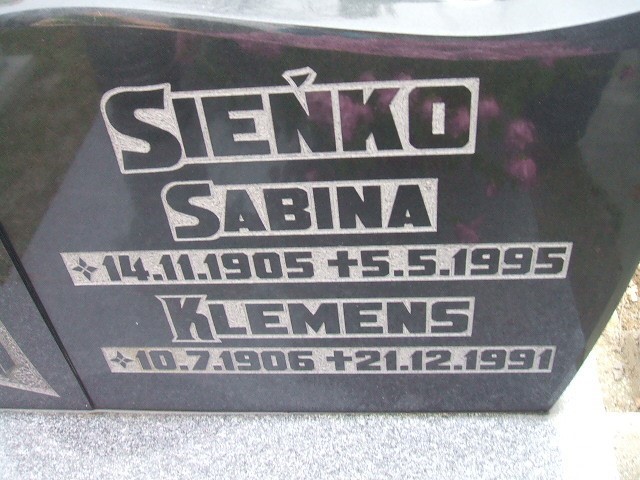 SIEŃKO
SABINA
14.11.1905 ✝5.5.1995
KLEMENS
10.7.1906 ✝21.12.1991